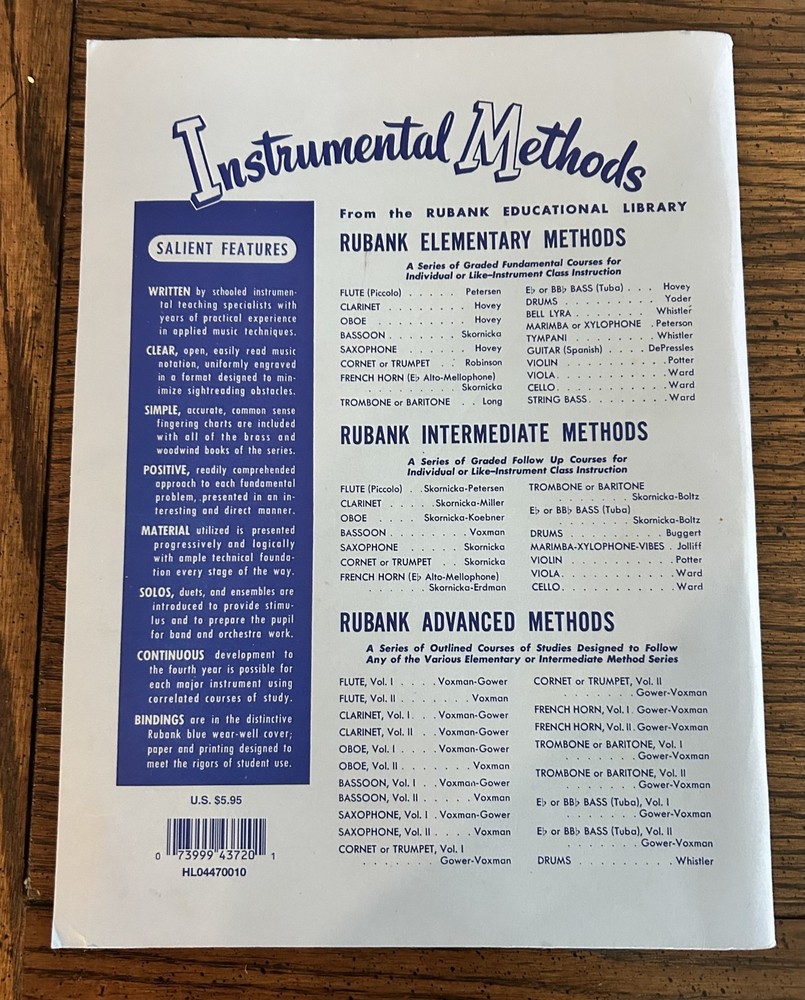 Instrumental Methods
SALIENT FEATURES
WRITTEN by schooled instrumen-
tal teaching specialists with
years of practical experience
in applied music techniques.
CLEAR, open, easily read music
notation, uniformly engraved
in a format designed to min-
imize sightreading obstacles.
SIMPLE, accurate, common sense
fingering charts are included
with all of the brass and
woodwind books of the series.
POSITIVE, readily comprehended
approach to each fundamental
problem, presented in an in-
teresting and direct manner.
MATERIAL utilized is presented
progressively and logically
with ample technical founda-
tion every stage of the way.
SOLOS, duets, and ensembles are
introduced to provide stimu-
lus and to prepare the pupil
for band and orchestra work.
CONTINUOUS development to
the fourth year is possible for
each major instrument using
correlated courses of study.
BINDINGS are in the distinctive
Rubank blue wear-well cover;
paper and printing designed to
meet the rigors of student use.
U.S. $5.95
0 73999 43720 1
HL04470010
From the RUBANK EDUCATIONAL LIBRARY
RUBANK ELEMENTARY METHODS
A Series of Graded Fundamental Courses for
Individual or Like-Instrument Class Instruction
FLUTE (Piccolo) . . . . . . Petersen
CLARINET . . . . . . . . Hovey
OBOE . . . . . . . . . Hovey
BASSOON . . . . . . . Skornicka
SAXOPHONE . . . . . . . Hovey
CORNET or TRUMPET . . Robinson
FRENCH HORN (E♭ Alto-Mellophone)
. . . . . . . . Skornicka
TROMBONE or BARITONE . . Long
E♭ or BB♭ BASS (Tuba) . . . Hovey
DRUMS . . . . . . . . . Yoder
BELL LYRA . . . . . . . Whistler
MARIMBA or XYLOPHONE . Peterson
TYMPANI . . . . . . . Whistler
GUITAR (Spanish) . . . . DePressles
VIOLIN . . . . . . . . . Potter
VIOLA . . . . . . . . . Ward
CELLO . . . . . . . . . Ward
STRING BASS . . . . . . . Ward
RUBANK INTERMEDIATE METHODS
A Series of Graded Follow Up Courses for
Individual or Like-Instrument Class Instruction
FLUTE (Piccolo) . . Skornicka-Petersen
CLARINET . . . . Skornicka-Miller
OBOE . . . . Skornicka-Koebner
BASSOON . . . . . . . Voxman
SAXOPHONE . . . . . Skornicka
CORNET or TRUMPET . . Skornicka
FRENCH HORN (E♭ Alto-Mellophone)
. . . . . . Skornicka-Erdman
TROMBONE or BARITONE
. . . . . . . Skornicka-Boltz
E♭ or BB♭ BASS (Tuba)
. . . . . . . Skornicka-Boltz
DRUMS . . . . . . . . Buggert
MARIMBA-XYLOPHONE-VIBES . Jolliff
VIOLIN . . . . . . . . . Potter
VIOLA . . . . . . . . . Ward
CELLO . . . . . . . . . Ward
RUBANK ADVANCED METHODS
A Series of Outlined Courses of Studies Designed to Follow
Any of the Various Elementary or Intermediate Method Series
FLUTE, Vol. I . . . . Voxman-Gower
FLUTE, Vol. II . . . . . . . Voxman
CLARINET, Vol. I . . . Voxman-Gower
CLARINET, Vol. II . . Voxman-Gower
OBOE, Vol. I . . . . Voxman-Gower
OBOE, Vol. II . . . . . . . Voxman
BASSOON, Vol. I . . Voxman-Gower
BASSOON, Vol. II . . . . . Voxman
SAXOPHONE, Vol. I . Voxman-Gower
SAXOPHONE, Vol. II . . . . Voxman
CORNET or TRUMPET, Vol. I
. . . . . . . . Gower-Voxman
CORNET or TRUMPET, Vol. II
. . . . . . . Gower-Voxman
FRENCH HORN, Vol. I . Gower-Voxman
FRENCH HORN, Vol. II . Gower-Voxman
TROMBONE or BARITONE, Vol. I
. . . . . . . Gower-Voxman
TROMBONE or BARITONE, Vol. II
. . . . . . . Gower-Voxman
E♭ or BB♭ BASS (Tuba), Vol. I
. . . . . . . Gower-Voxman
E♭ or BB♭ BASS (Tuba), Vol. II
. . . . . . . Gower-Voxman
DRUMS . . . . . . . . . Whistler